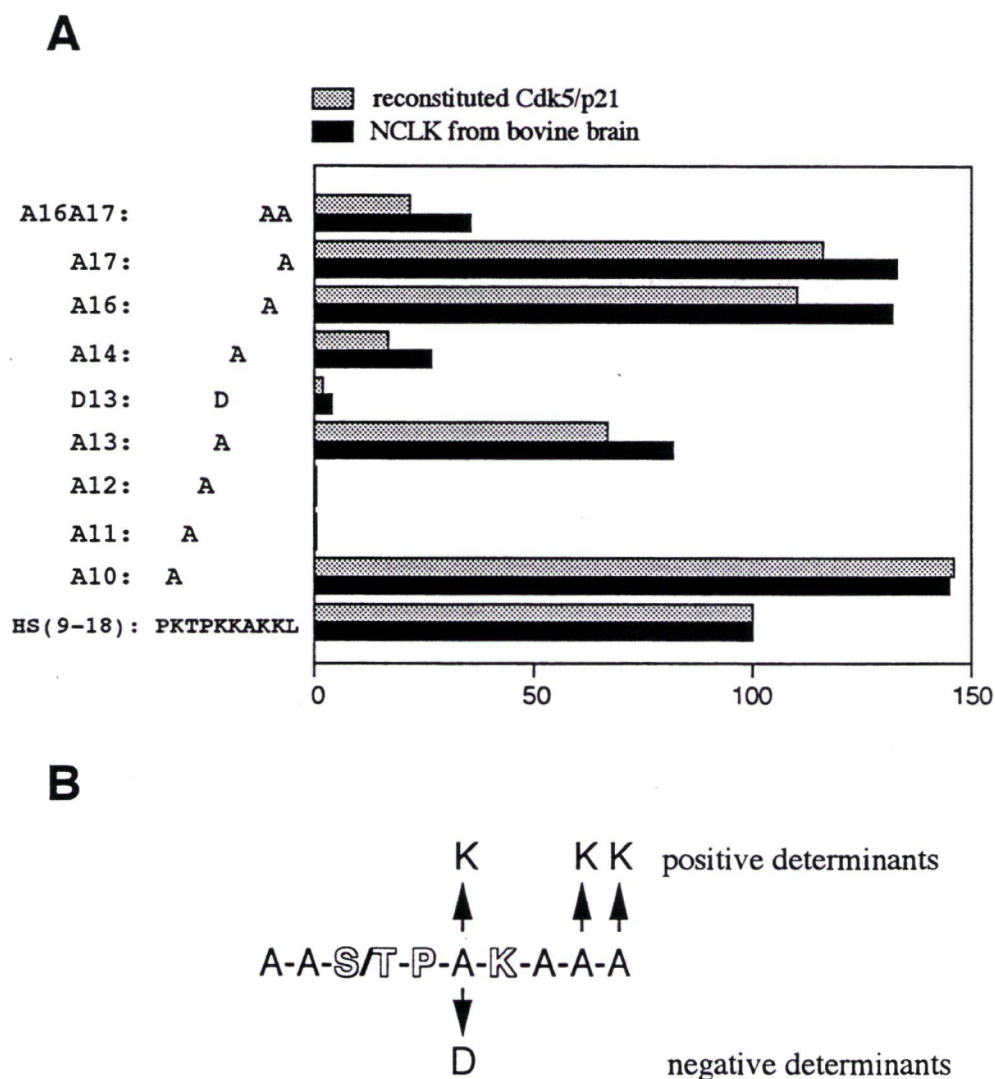 A
reconstituted Cdk5/p21
NCLK from bovine brain
A16A17: AA
A17: A
A16: A
A14: A
D13: D
A13: A
A12: A
A11: A
A10: A
HS(9-18): PKTPKKAKKL
0 50 100 150
B
K K K positive determinants
A-A-S/T-P-A-K-A-A-A
D negative determinants